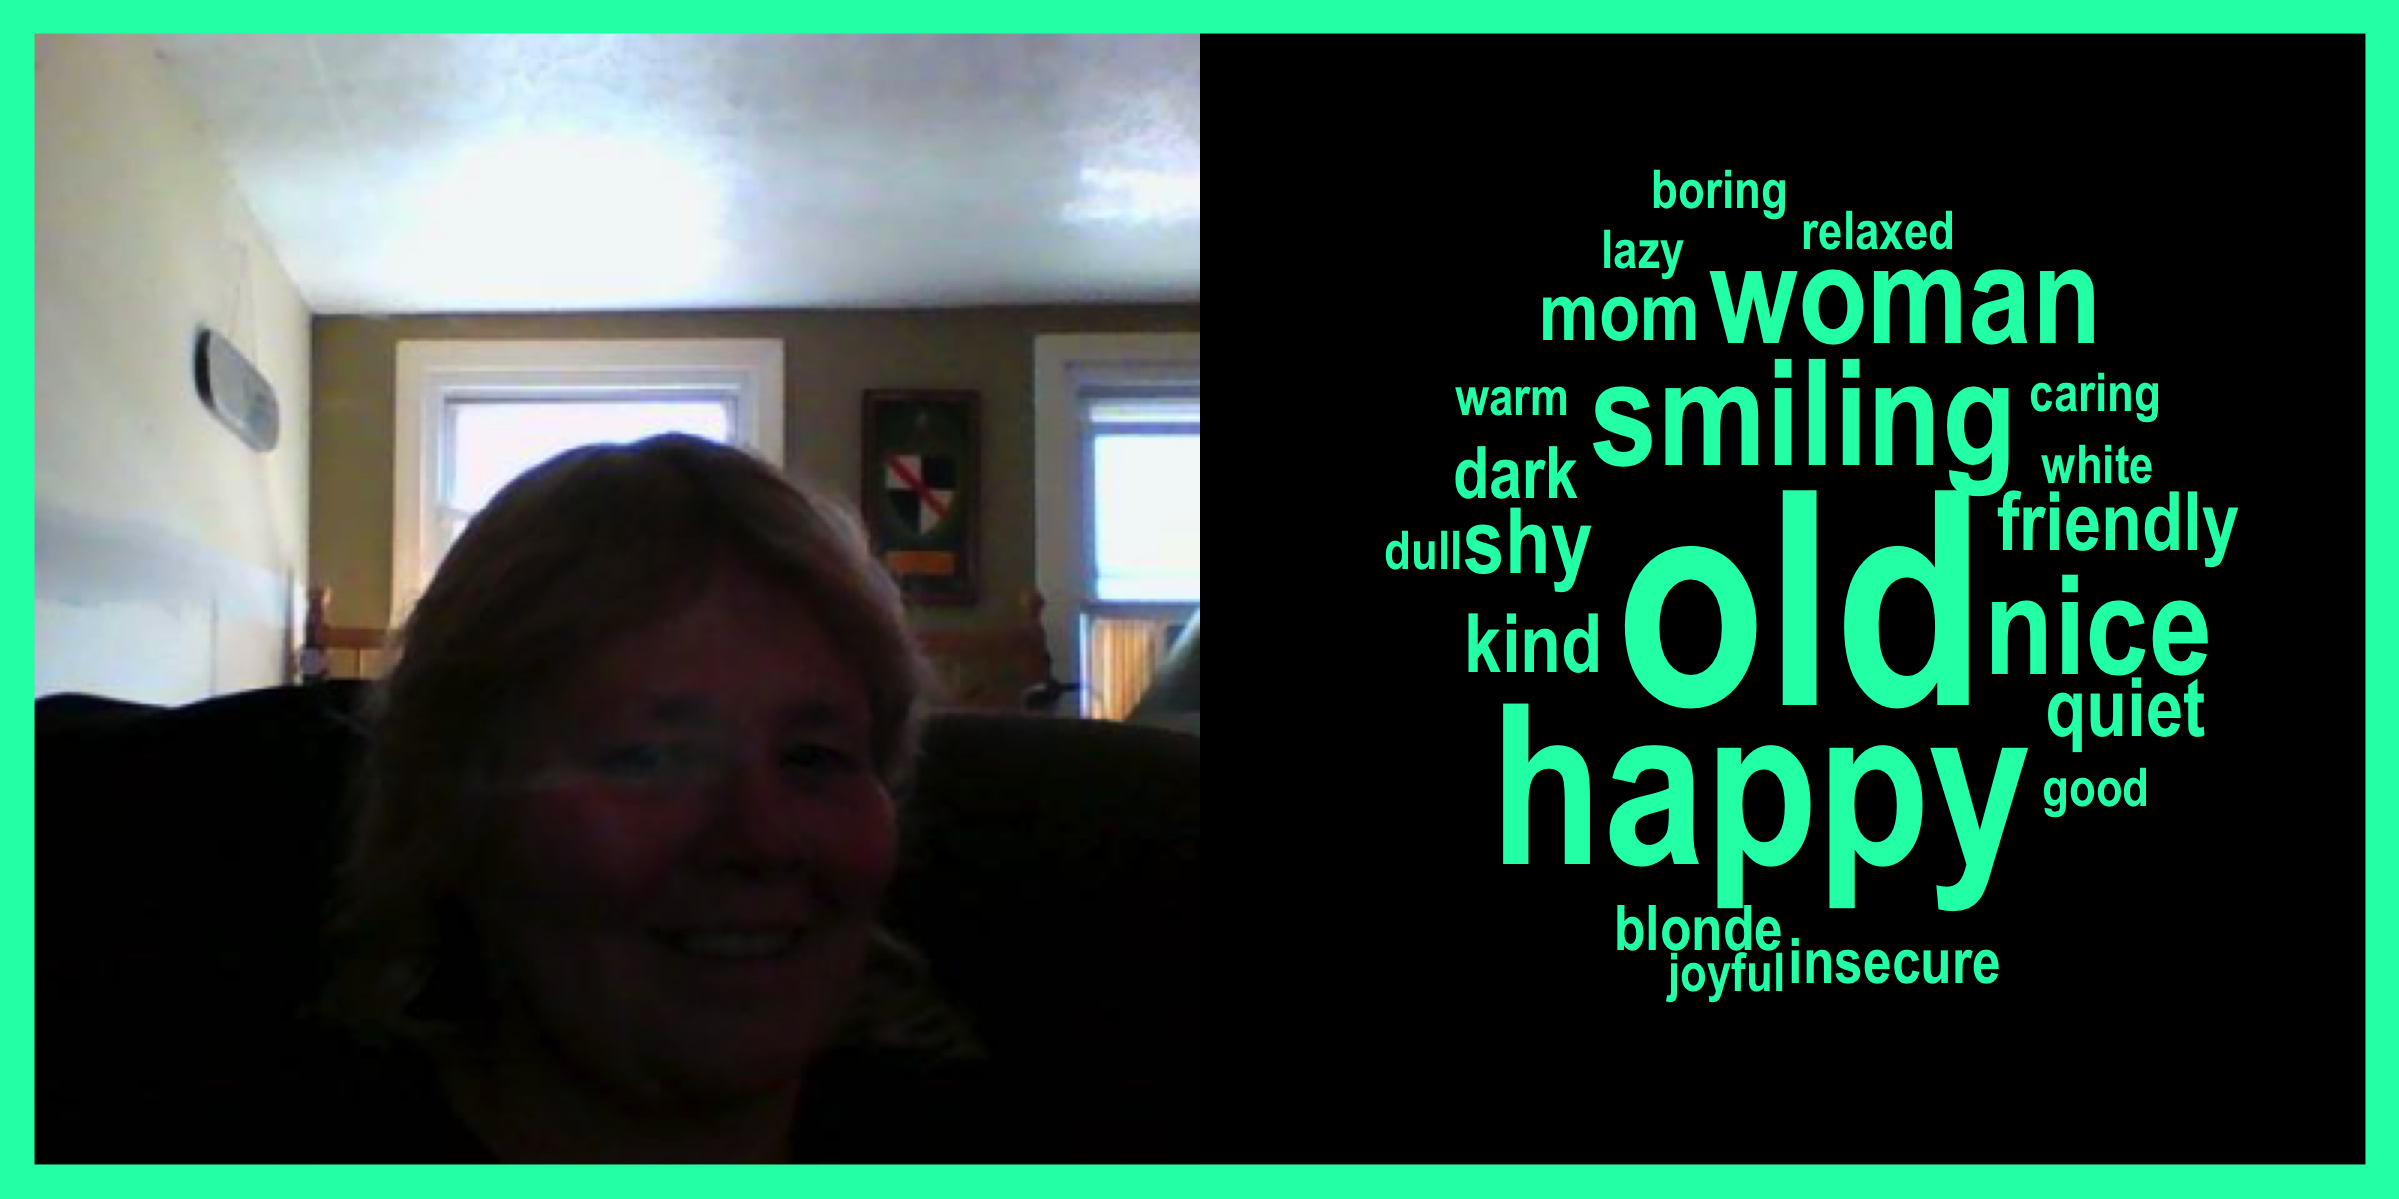 boring
relaxed
lazy
woman
mom
smiling
warm
caring
dark
white
friendly
shy
dull
old
nice
kind
quiet
happy
good
blonde
insecure
joyful